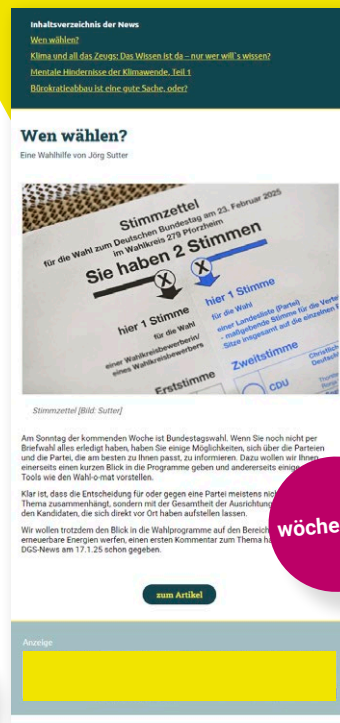 Inhaltsverzeichnis der News
Wen wählen?
Klima und all das Zeugs: Das Wissen ist da – nur wer will`s wissen?
Mentale Hindernisse der Klimawende, Teil 1
Bürokratieabbau ist eine gute Sache, oder?
Wen wählen?
Eine Wahlhilfe von Jörg Sutter
Stimmzettel
für die Wahl zum Deutschen Bundestag am 23. Februar 2025
im Wahlkreis 279 Pforzheim
Sie haben 2 Stimmen
hier 1 Stimme
für die Wahl
einer Wahlkreisbewerberin/
eines Wahlkreisbewerbers
Erststimme
hier 1 Stimme
für die Wahl
einer Landesliste (Partei)
- maßgebende Stimme für die
Sitze insgesamt auf die einzelnen
Zweitstimme
CDU
Stimmzettel [Bild: Sutter]
Am Sonntag der kommenden Woche ist Bundestagswahl. Wenn Sie noch nicht per
Briefwahl alles erledigt haben, haben Sie einige Möglichkeiten, sich über die Parteien
und die Partei, die am besten zu Ihnen passt, zu informieren. Dazu wollen wir Ihnen
einerseits einen kurzen Blick in die Programme geben und andererseits
Tools wie den Wahl-o-mat vorstellen.
Klar ist, dass die Entscheidung für oder gegen eine Partei meistens
Thema zusammenhängt, sondern mit der Gesamtheit der Ausrichtung
den Kandidaten, die sich direkt vor Ort haben aufstellen lassen.
Wir wollen trotzdem den Blick in die Wahlprogramme auf den Bereich
erneuerbare Energien werfen, einen ersten Kommentar zum Thema
DGS-News am 17.1.25 schon gegeben.
wöche
zum Artikel
Anzeige